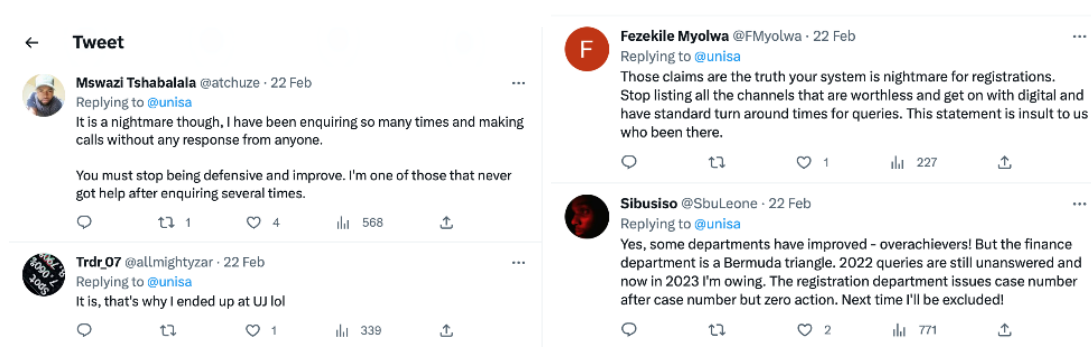 Tweet
Mswazi Tshabalala @atchuze · 22 Feb
Replying to @unisa
It is a nightmare though, I have been enquiring so many times and making
calls without any response from anyone.
You must stop being defensive and improve. I'm one of those that never
got help after enquiring several times.
1 4 568
Trdr_07 @allmightyzar · 22 Feb
Replying to @unisa
It is, that's why I ended up at UJ lol
1 339
F
Fezekile Myolwa @FMyolwa · 22 Feb
Replying to @unisa
Those claims are the truth your system is nightmare for registrations.
Stop listing all the channels that are worthless and get on with digital and
have standard turn around times for queries. This statement is insult to us
who been there.
1 227
Sibusiso @SbuLeone · 22 Feb
Replying to @unisa
Yes, some departments have improved - overachievers! But the finance
department is a Bermuda triangle. 2022 queries are still unanswered and
now in 2023 I'm owing. The registration department issues case number
after case number but zero action. Next time I'll be excluded!
2 771